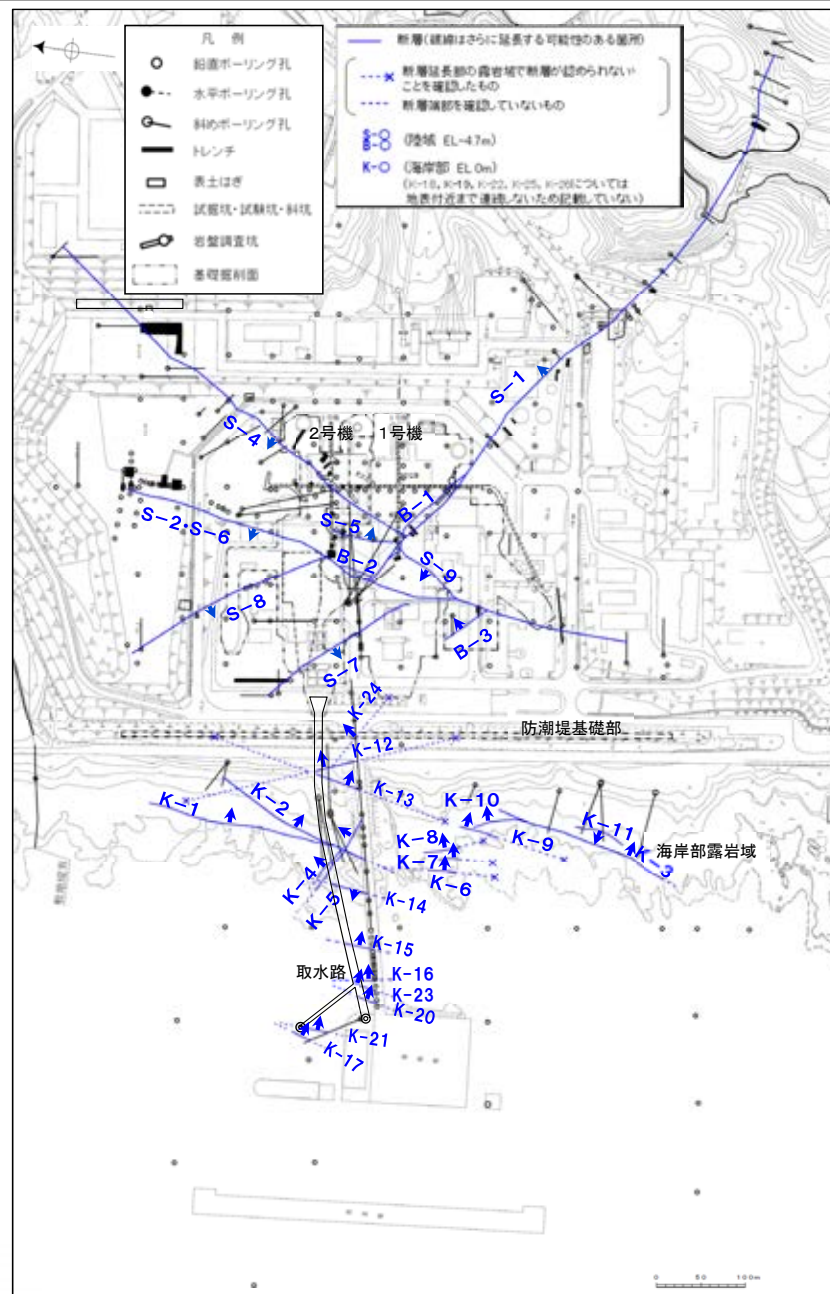 凡 例
鉛直ボーリング孔
水平ボーリング孔
斜めボーリング孔
トレンチ
表土はぎ
試掘坑・試験坑・斜坑
岩盤調査坑
基礎掘削面
断層(破線はさらに延長する可能性のある箇所)
断層延長部の露岩域で断層が認められない
ことを確認したもの
断層端部を確認していないもの
S-○
B-○
(陸域 EL-4.7m)
K-○
(海岸部 EL 0m)
(K-18, K-19, K-22, K-25, K-26については
地表付近まで連続しないため記載していない)
S-1
S-4
2号機
1号機
B-1
S-2・S-6
S-5
B-2
S-9
S-8
B-3
S-7
K-24
防潮堤基礎部
K-12
K-13
K-1
K-2
K-10
K-8
K-9
K-11
K-7
K-3
海岸部露岩域
K-6
K-4
K-5
K-14
K-15
取水路
K-16
K-23
K-20
K-21
K-17
0 50 100m